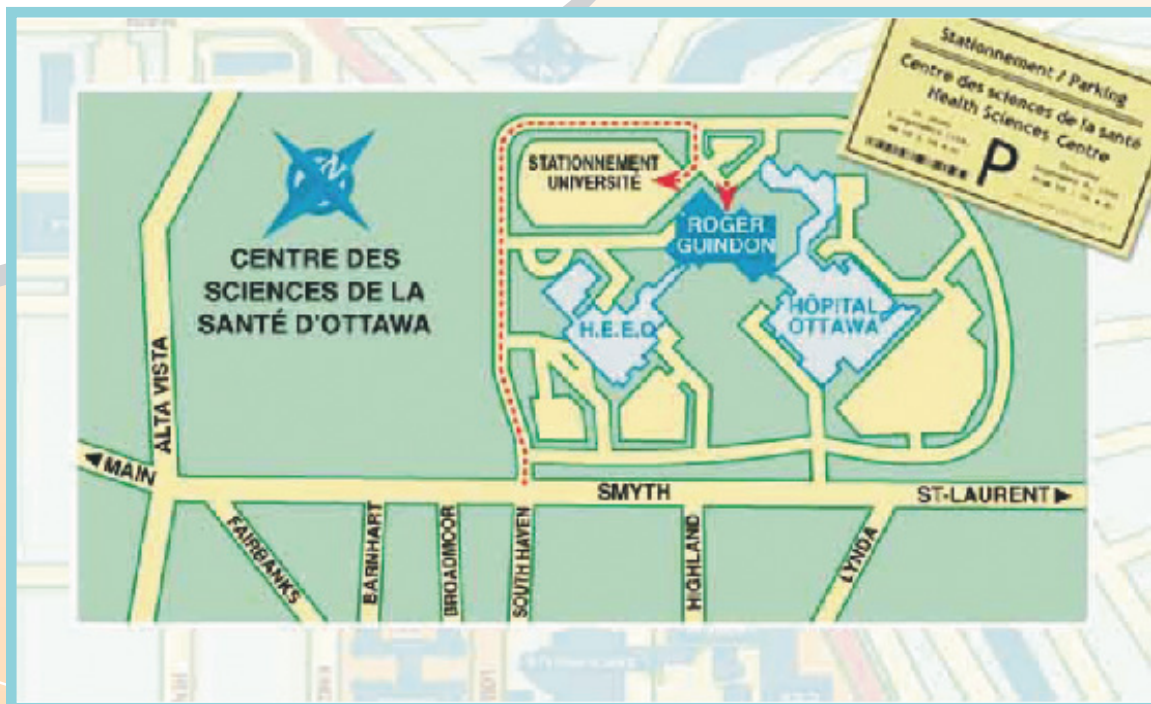 Stationnement / Parking
Centre des sciences de la santé
Health Sciences Centre
P
N
CENTRE DES
SCIENCES DE LA
SANTÉ D'OTTAWA
STATIONNEMENT
UNIVERSITÉ
ROGER
GUINDON
H.E.E.O
HÔPITAL
OTTAWA
ALTA VISTA
MAIN
SMYTH
ST-LAURENT
FAIRBANKS
BARNHART
BROADMOOR
SOUTH HAVEN
HIGHLAND
LYNDA